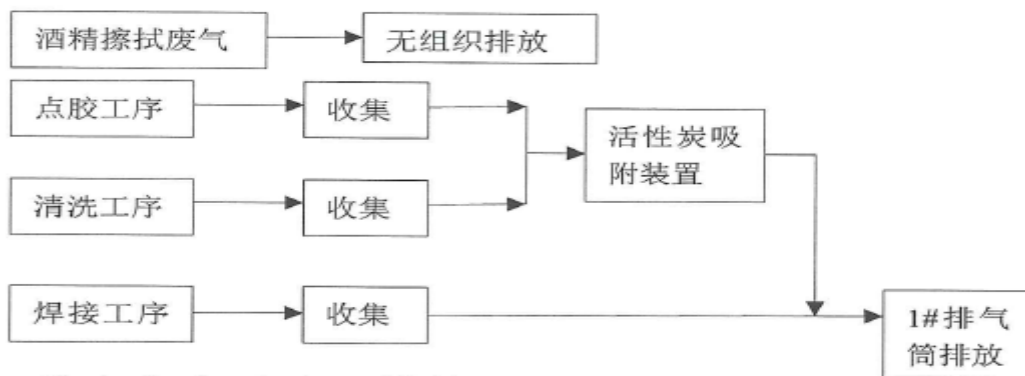 酒精擦拭废气
无组织排放
点胶工序
收集
活性炭吸
附装置
清洗工序
收集
焊接工序
收集
1#排气
筒排放